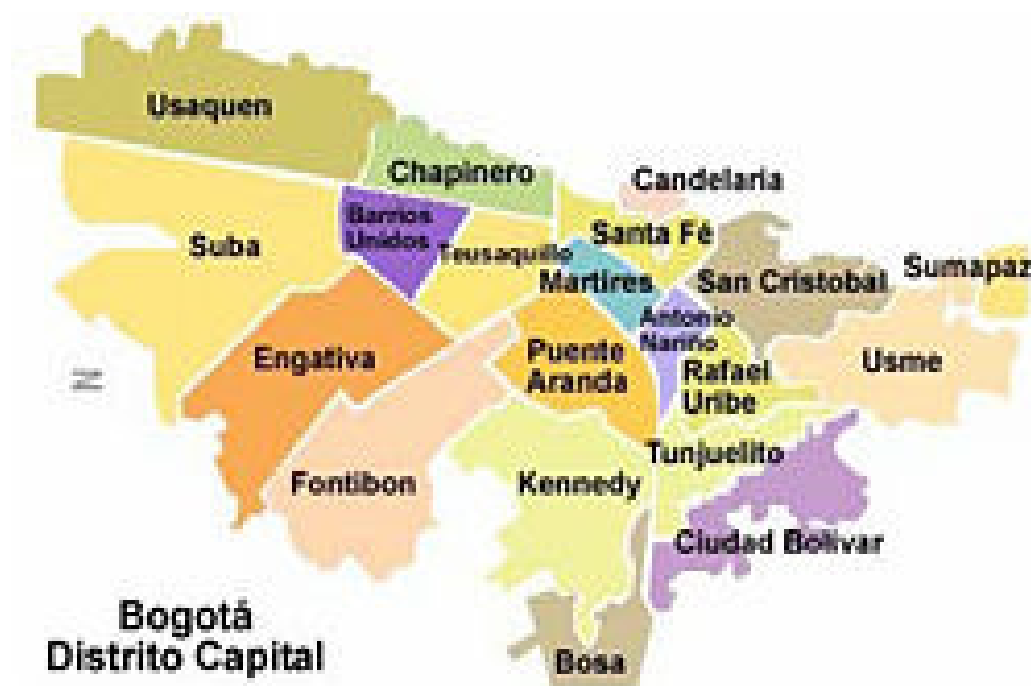 Usaquen
Chapinero
Candelaria
Barrios
Unidos
Suba
Teusaquillo
Santa Fé
Martires
San Cristobal
Sumapaz
Antonio
Nariño
Engativa
Puente
Aranda
Rafael
Uribe
Usme
Tunjuelito
Fontibon
Kennedy
Ciudad Bolivar
Bogotá
Distrito Capital
Bosa